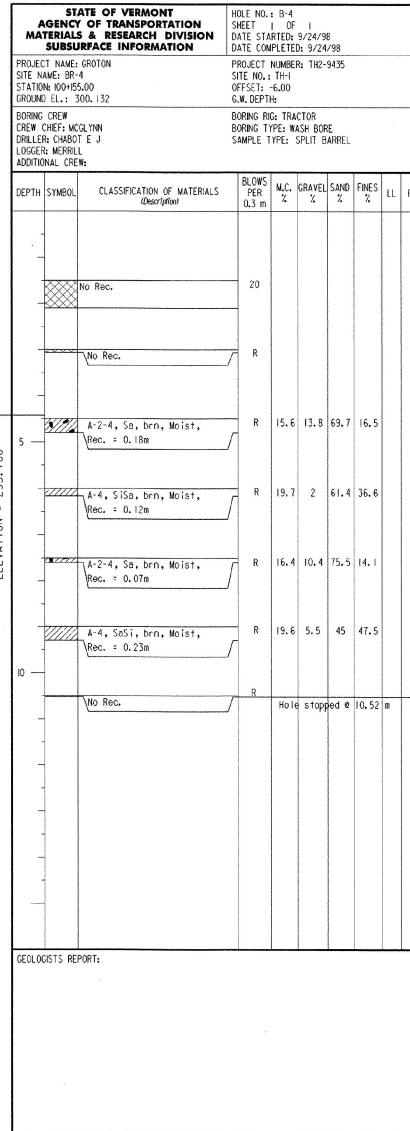 STATE OF VERMONT
AGENCY OF TRANSPORTATION
MATERIALS & RESEARCH DIVISION
SUBSURFACE INFORMATION
HOLE NO.: B-4
SHEET 1 OF 1
DATE STARTED: 9/24/98
DATE COMPLETED: 9/24/98
PROJECT NAME: GROTON
SITE NAME: BR-4
STATION: 100+155.00
GROUND EL.: 300.132
PROJECT NUMBER: TH2-9435
SITE NO.: TH-1
OFFSET: -6.00
G.W. DEPTH:
BORING CREW
CREW CHIEF: MCGLYNN
DRILLER: CHABOT E J
LOGGER: MERRILL
ADDITIONAL CREW:
BORING RIG: TRACTOR
BORING TYPE: WASH BORE
SAMPLE TYPE: SPLIT BARREL
DEPTH SYMBOL CLASSIFICATION OF MATERIALS (Description) BLOWS PER 0.3 m M.C. % GRAVEL % SAND % FINES % LL
No Rec. 20
No Rec. R
A-2-4, Sa, brn, Moist, R 15.6 13.8 69.7 16.5
5 Rec. = 0.18m
A-4, SiSa, brn, Moist, R 19.7 2 61.4 36.6
Rec. = 0.12m
A-2-4, Sa, brn, Moist, R 16.4 10.4 75.5 14.1
Rec. = 0.07m
A-4, SaSi, brn, Moist, R 19.6 5.5 45 47.5
Rec. = 0.23m
10
R
No Rec. Hole stopped @ 10.52 m
GEOLOGISTS REPORT: